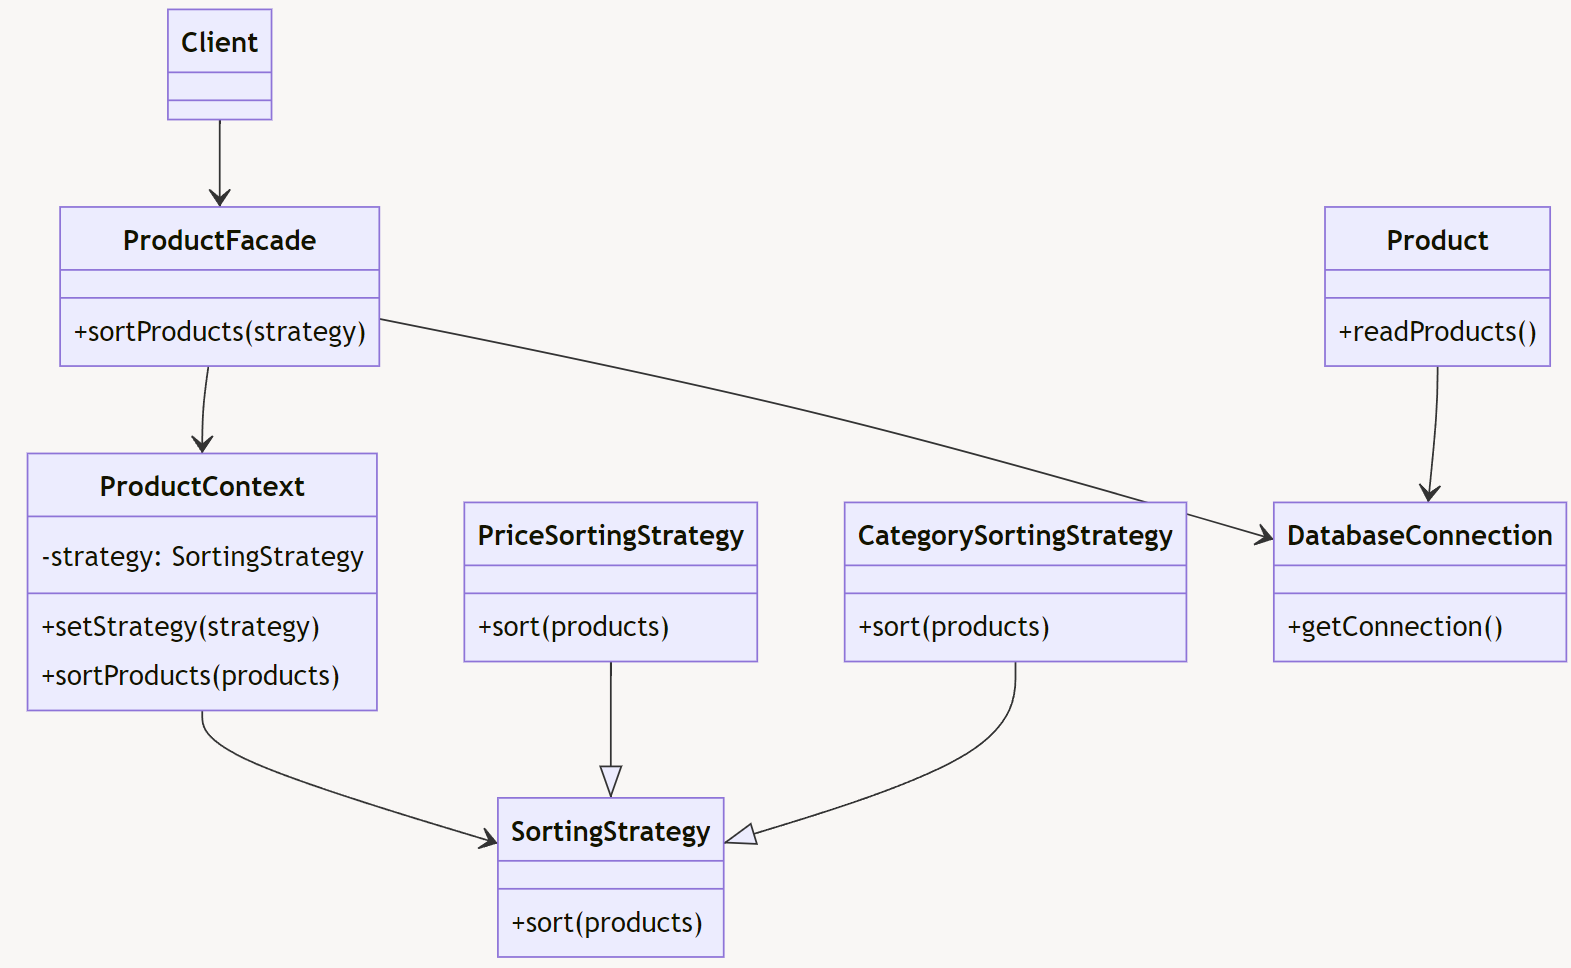 Client
ProductFacade
+sortProducts(strategy)
Product
+readProducts()
ProductContext
-strategy: SortingStrategy
+setStrategy(strategy)
+sortProducts(products)
PriceSortingStrategy
+sort(products)
CategorySortingStrategy
+sort(products)
DatabaseConnection
+getConnection()
SortingStrategy
+sort(products)